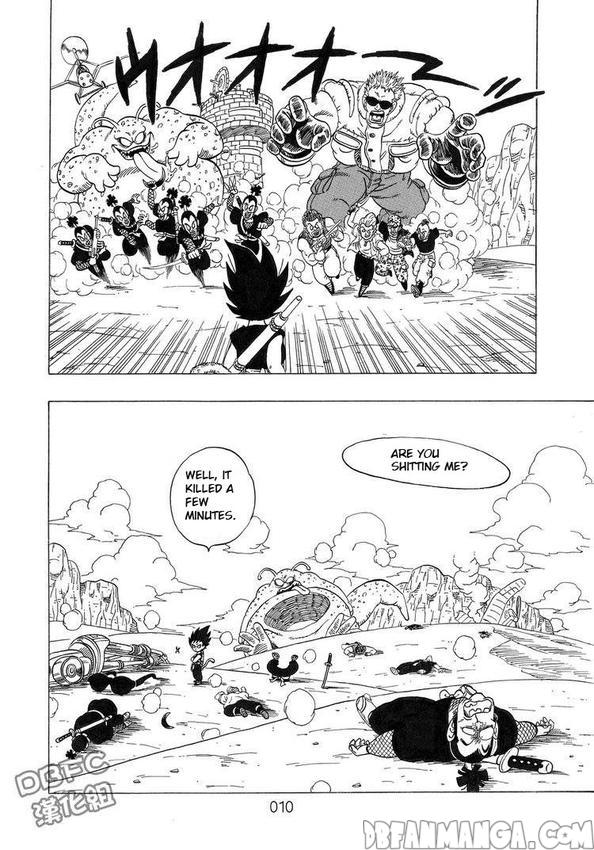 ウオオオオーーッ
ARE YOU
SHITTING ME?
WELL, IT
KILLED A
FEW
MINUTES.
DBFC
漢化組
010
DBFANMANGA.COM